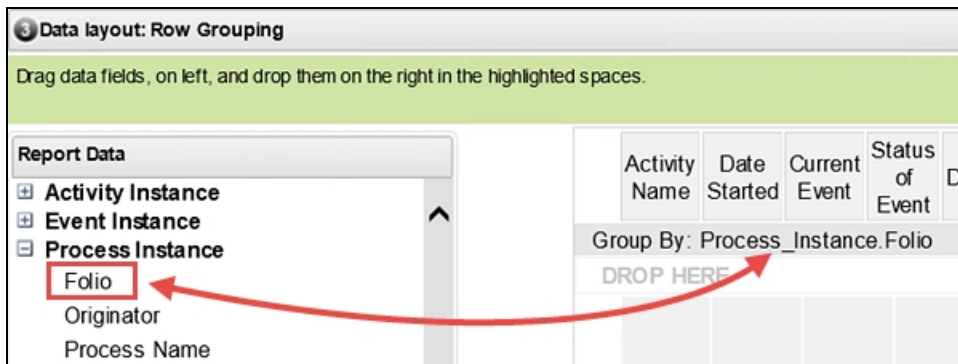 3 Data layout: Row Grouping
Drag data fields, on left, and drop them on the right in the highlighted spaces.
Report Data
Activity Instance
Event Instance
Process Instance
Folio
Originator
Process Name
Activity Name
Date Started
Current Event
Status of Event
D
Group By: Process_Instance.Folio
DROP HERE